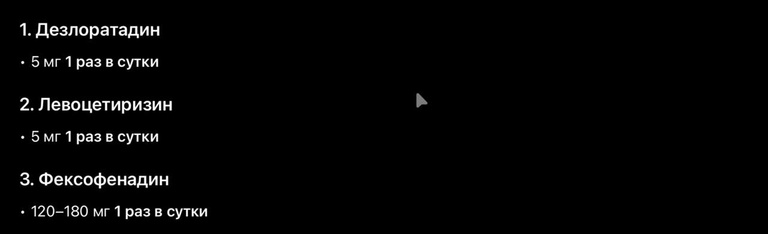 1. Дезлоратадин
• 5 мг 1 раз в сутки
2. Левоцетиризин
• 5 мг 1 раз в сутки
3. Фексофенадин
• 120–180 мг 1 раз в сутки